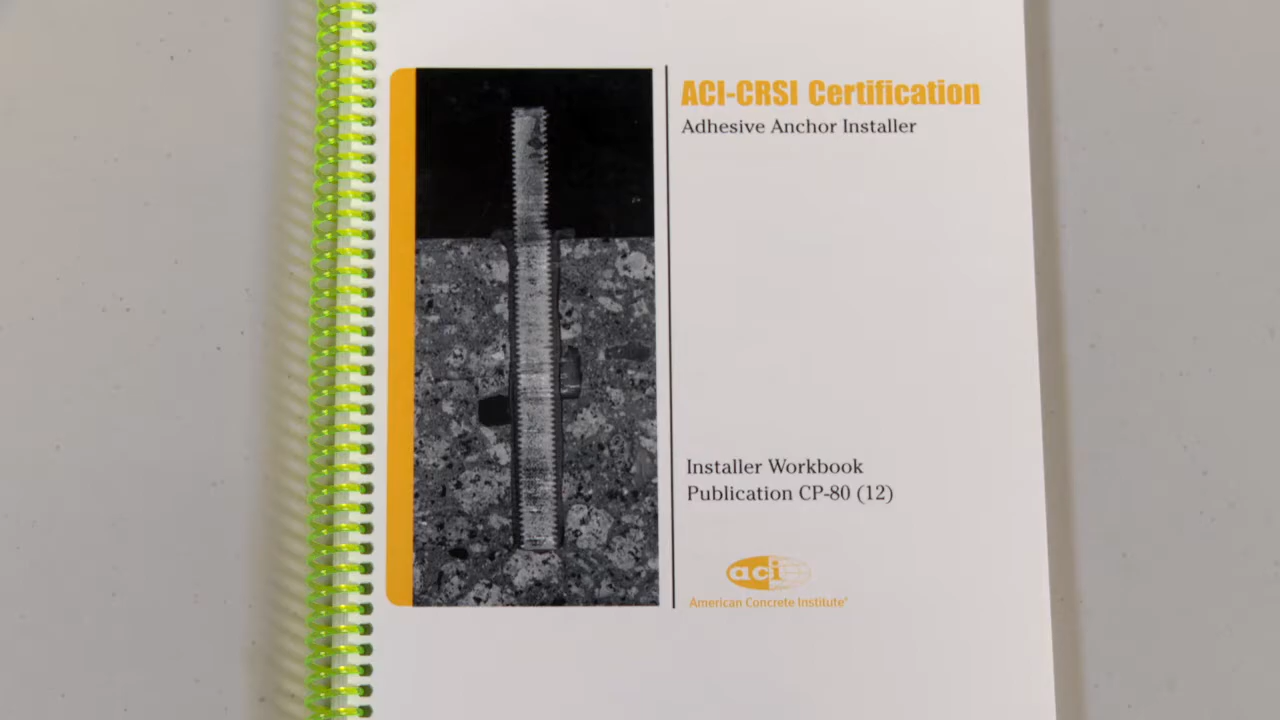 ACI-CRSI Certification
Adhesive Anchor Installer
Installer Workbook
Publication CP-80 (12)
aci
American Concrete Institute®